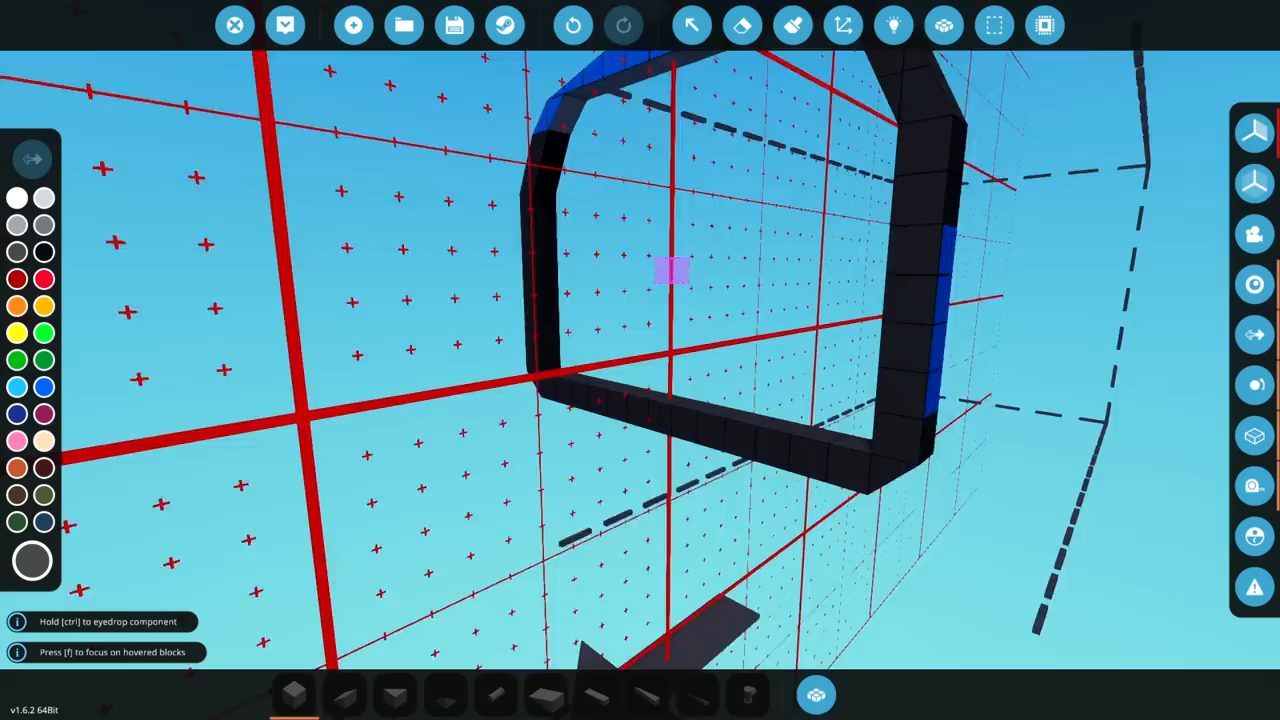 Hold [ctrl] to eyedrop component
Press [f] to focus on hovered blocks
v1.6.2 64Bit